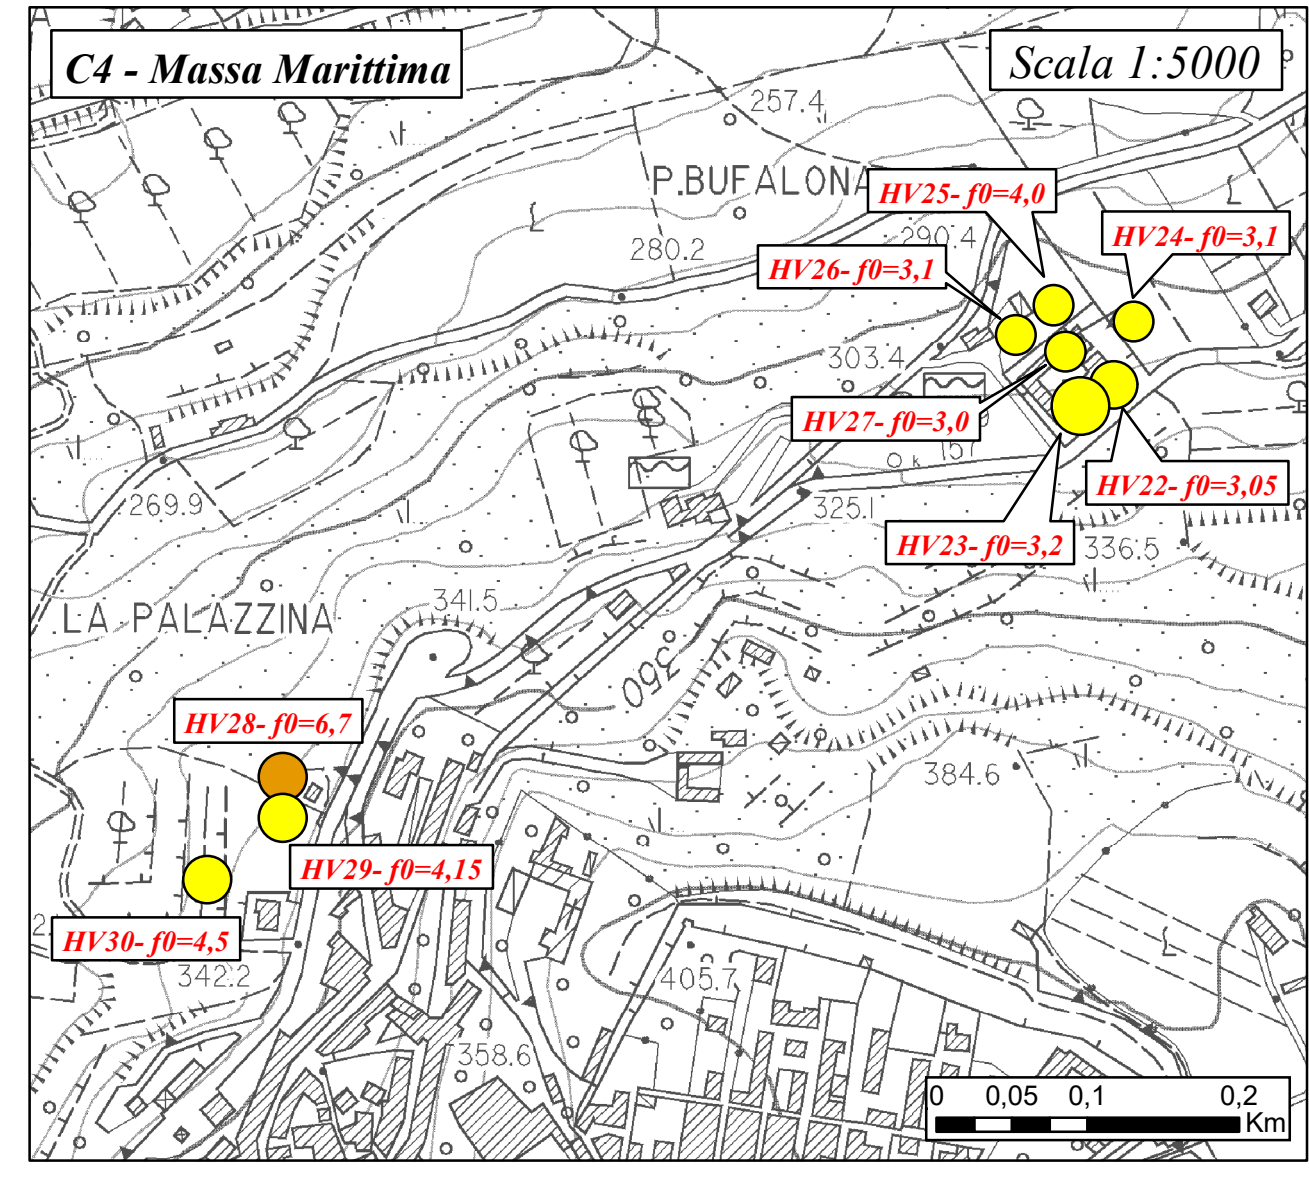 C4 - Massa Marittima
Scala 1:5000
257.4
P.BUFALONA
HV25- f0=4,0
HV24- f0=3,1
290.4
280.2
HV26- f0=3,1
303.4
HV27- f0=3,0
157
HV22- f0=3,05
269.9
325.1
HV23- f0=3,2
336.5
341.5
LA PALAZZINA
360
HV28- f0=6,7
384.6
HV29- f0=4,15
HV30- f0=4,5
342.2
405.7
358.6
0 0,05 0,1 0,2
Km